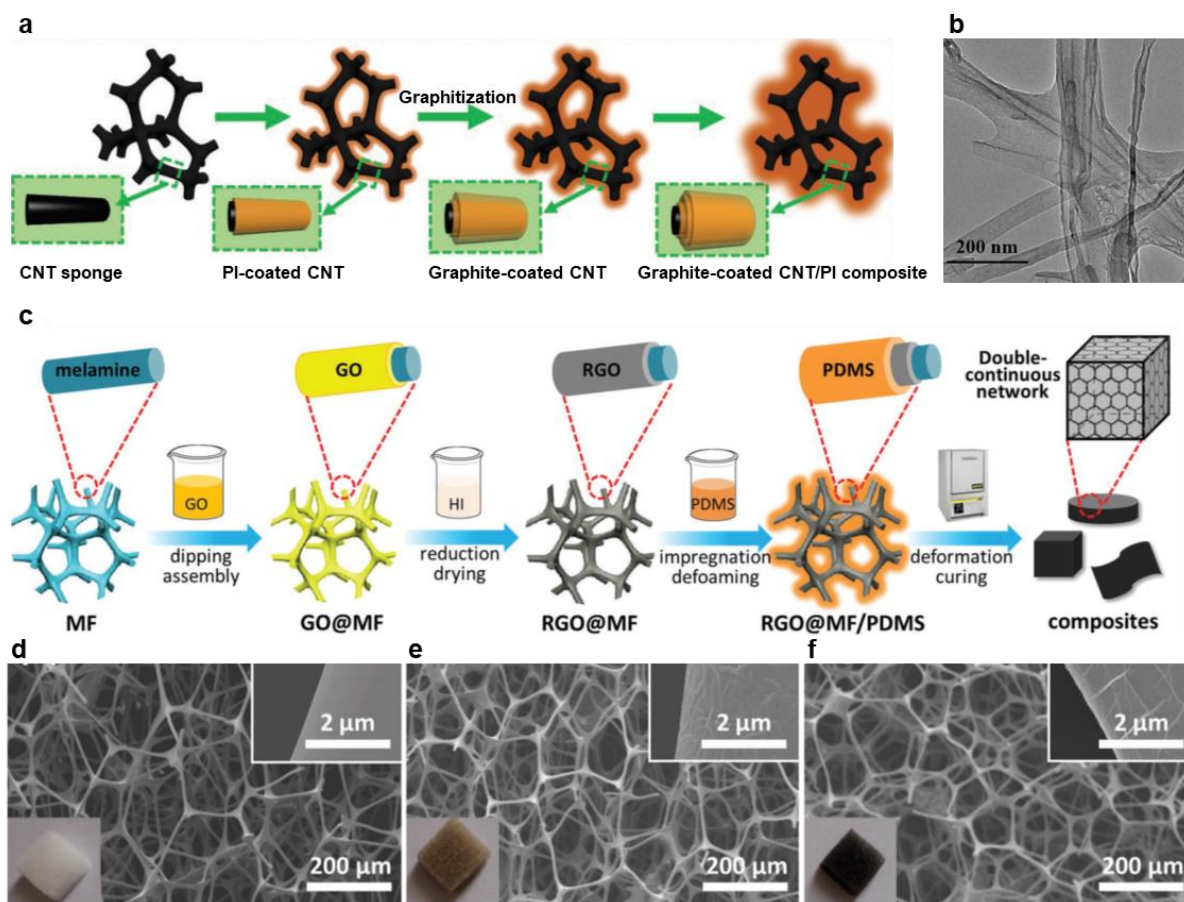 a
Graphitization
CNT sponge
PI-coated CNT
Graphite-coated CNT
Graphite-coated CNT/PI composite
b
200 nm
c
melamine
GO
RGO
PDMS
Double-
continuous
network
GO
HI
PDMS
dipping
assembly
reduction
drying
impregnation
defoaming
deformation
curing
MF
GO@MF
RGO@MF
RGO@MF/PDMS
composites
d
2 μm
200 μm
e
2 μm
200 μm
f
2 μm
200 μm